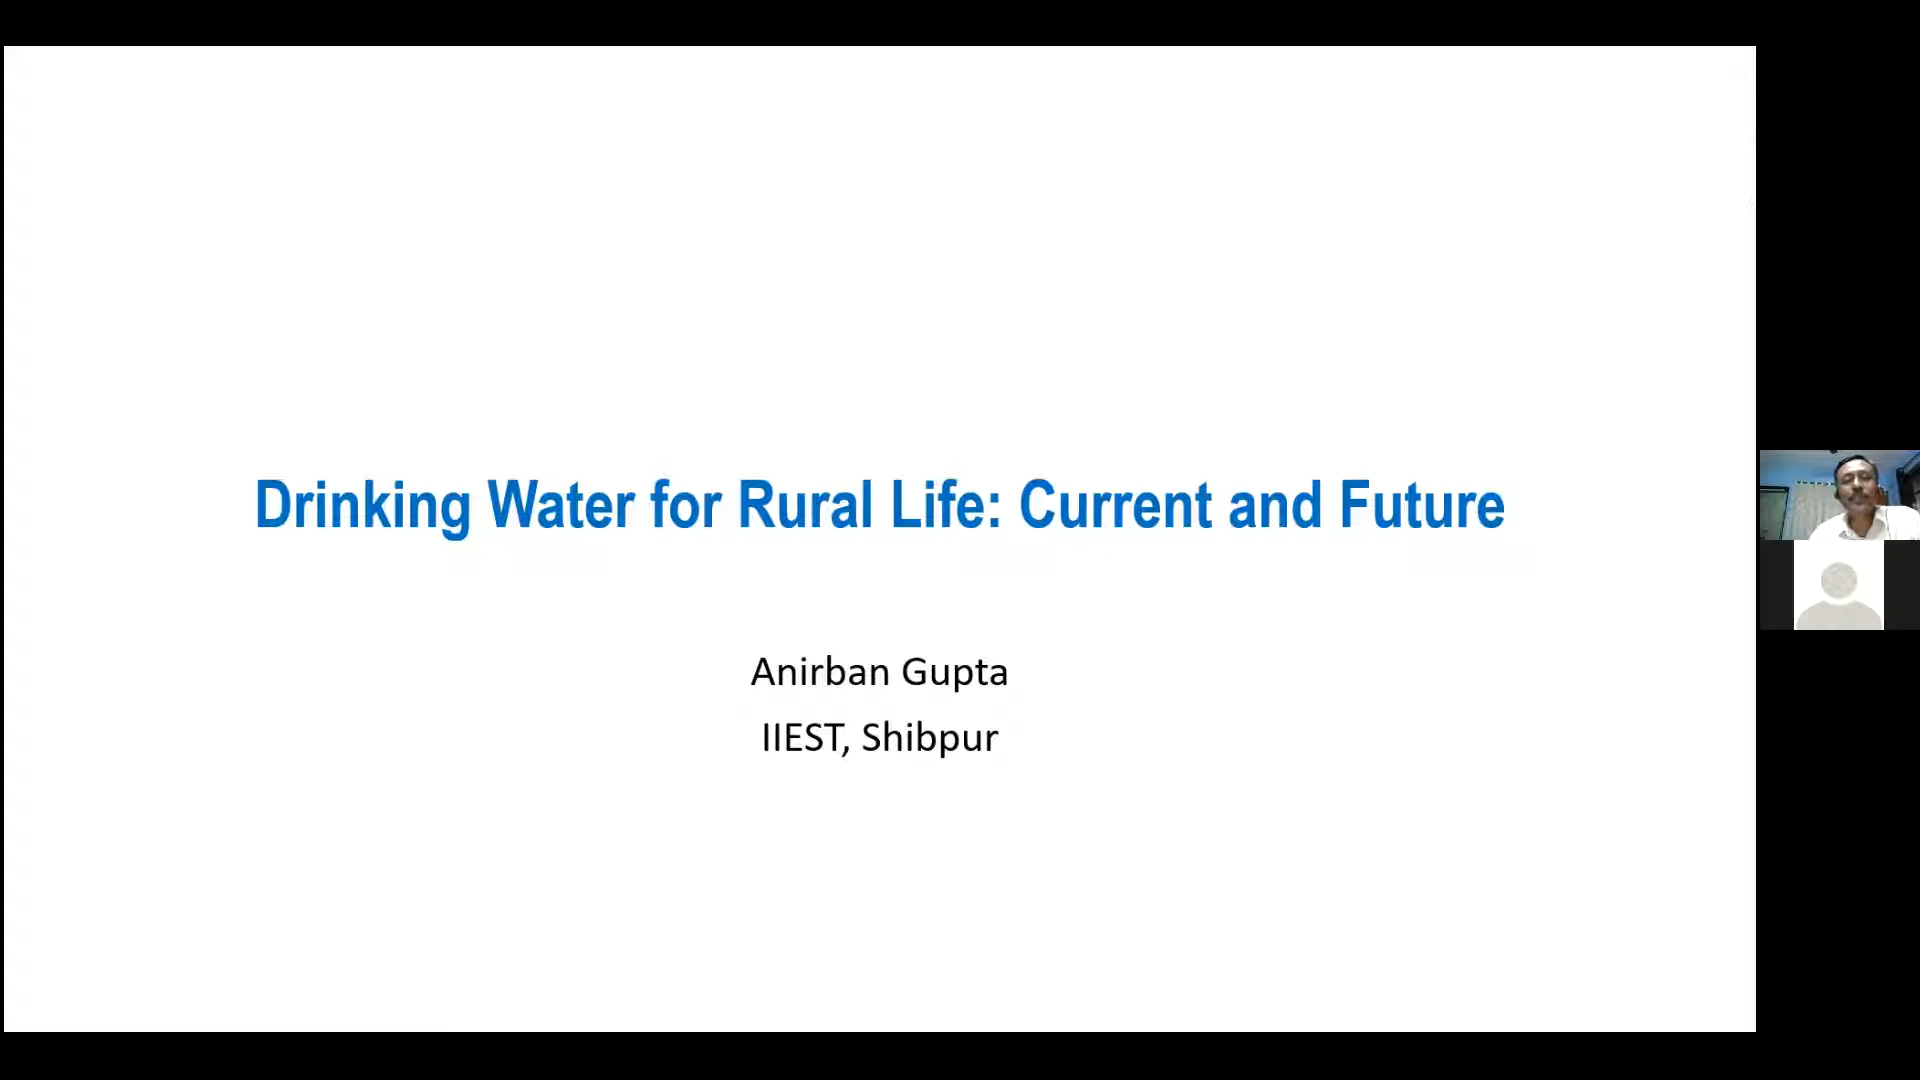 Drinking Water for Rural Life: Current and Future
Anirban Gupta
IIEST, Shibpur